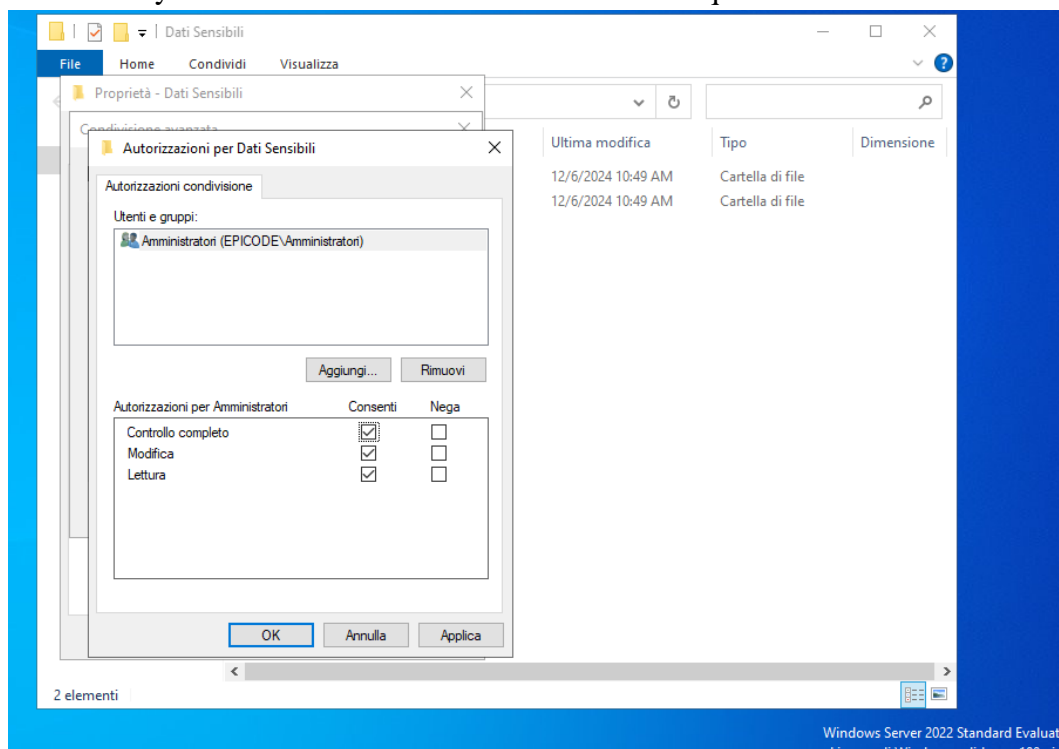 Dati Sensibili
File Home Condividi Visualizza
Proprietà - Dati Sensibili
Condivisione avanzata
Autorizzazioni per Dati Sensibili
Autorizzazioni condivisione
Utenti e gruppi:
Amministratori (EPICODE\Amministratori)
Aggiungi... Rimuovi
Autorizzazioni per Amministratori Consenti Nega
Controllo completo
Modifica
Lettura
OK Annulla Applica
Ultima modifica Tipo Dimensione
12/6/2024 10:49 AM Cartella di file
12/6/2024 10:49 AM Cartella di file
2 elementi
Windows Server 2022 Standard Evaluat